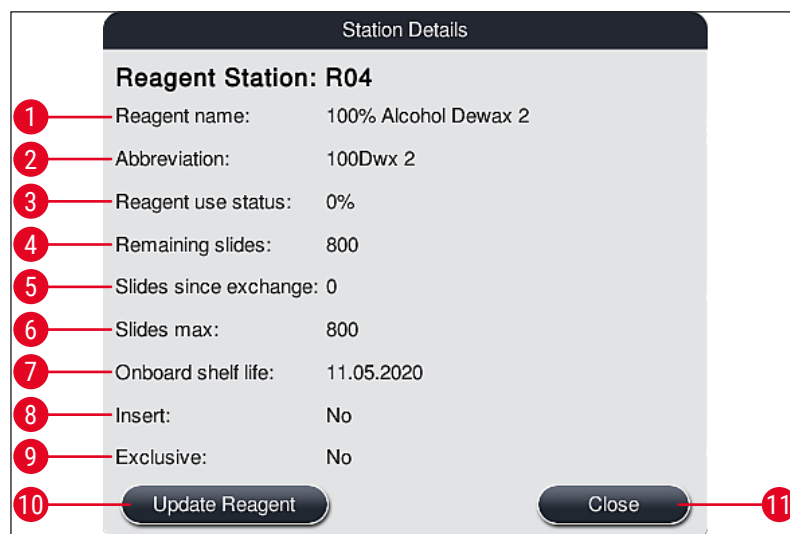 Station Details
Reagent Station: R04
1 Reagent name: 100% Alcohol Dewax 2
2 Abbreviation: 100Dwx 2
3 Reagent use status: 0%
4 Remaining slides: 800
5 Slides since exchange: 0
6 Slides max: 800
7 Onboard shelf life: 11.05.2020
8 Insert: No
9 Exclusive: No
10 Update Reagent Close 11